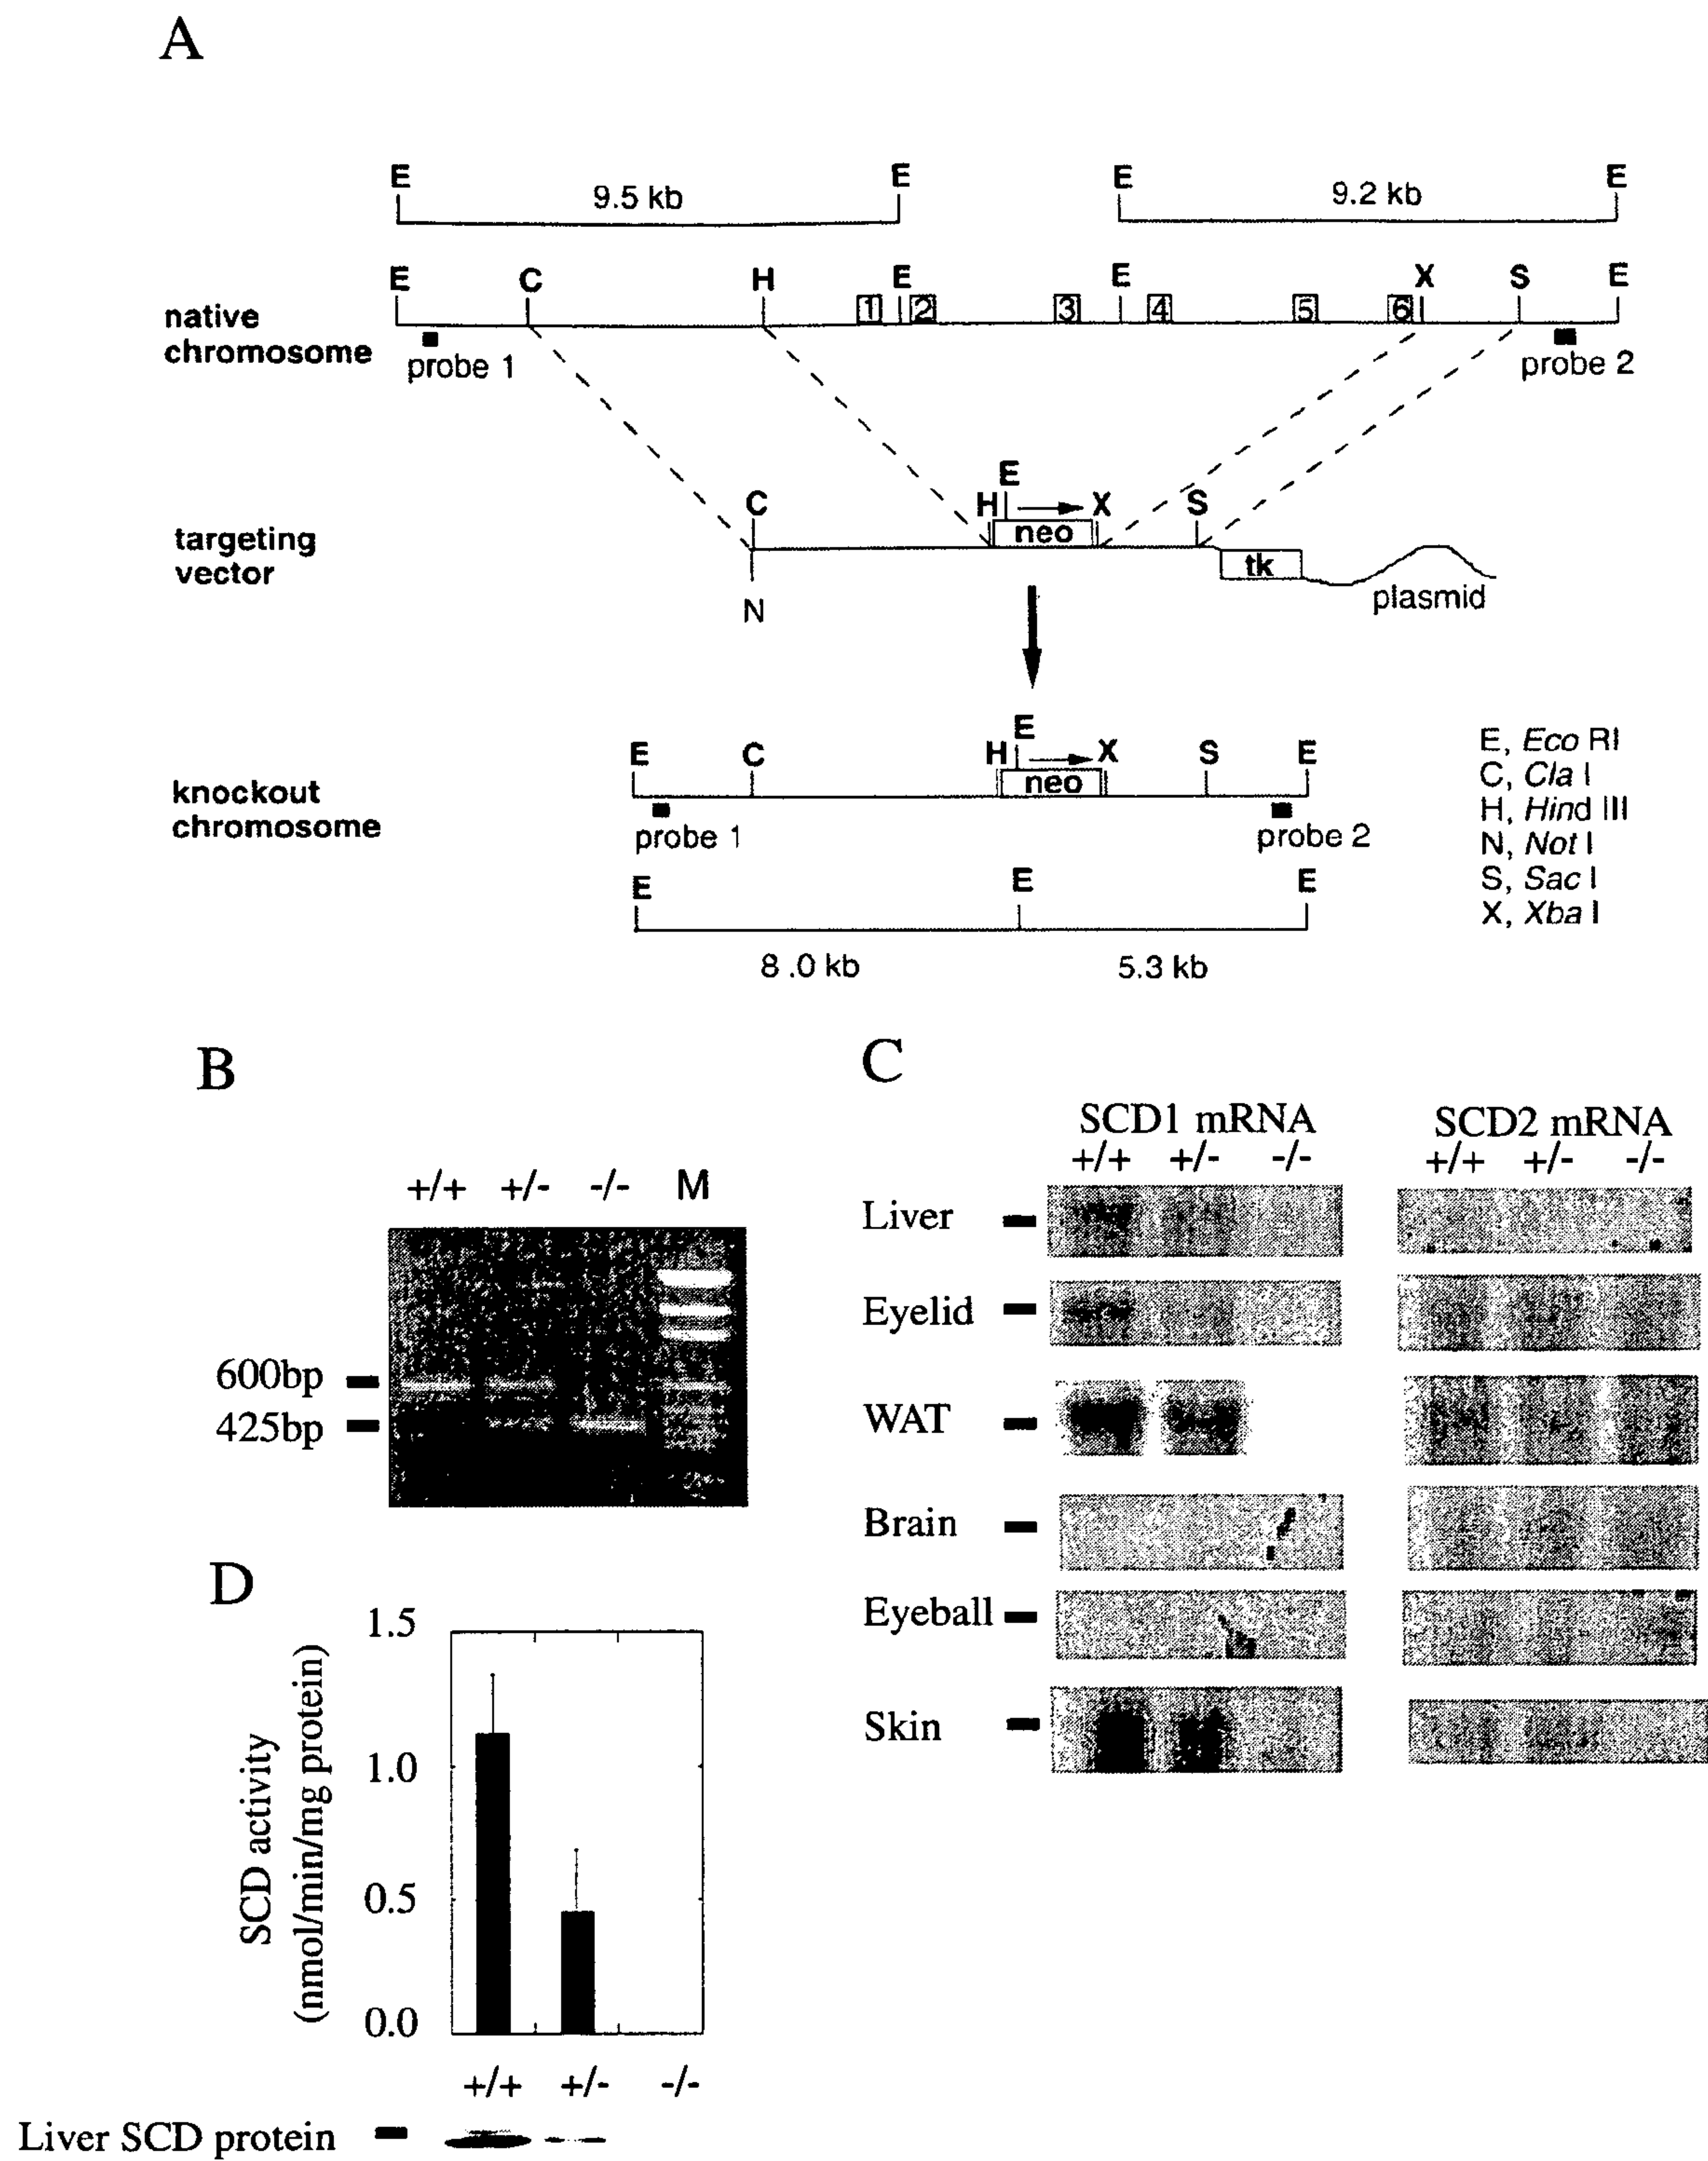 A
E E E E
9.5 kb 9.2 kb
E C H E E X S E
native
chromosome
1 2 3 4 5 6
probe 1 probe 2
E
C H X S
targeting
vector
neo
tk
N
plasmid
E
E C H X S E
knockout
chromosome
neo
probe 1 probe 2
E E E
8.0 kb 5.3 kb
E, Eco RI
C, Cla I
H, Hind III
N, Not I
S, Sac I
X, Xba I
B
+/+ +/- -/- M
600bp
425bp
C
SCD1 mRNA SCD2 mRNA
+/+ +/- -/- +/+ +/- -/-
Liver
Eyelid
WAT
Brain
Eyeball
Skin
D
SCD activity
(nmol/min/mg protein)
1.5
1.0
0.5
0.0
+/+ +/- -/-
Liver SCD protein